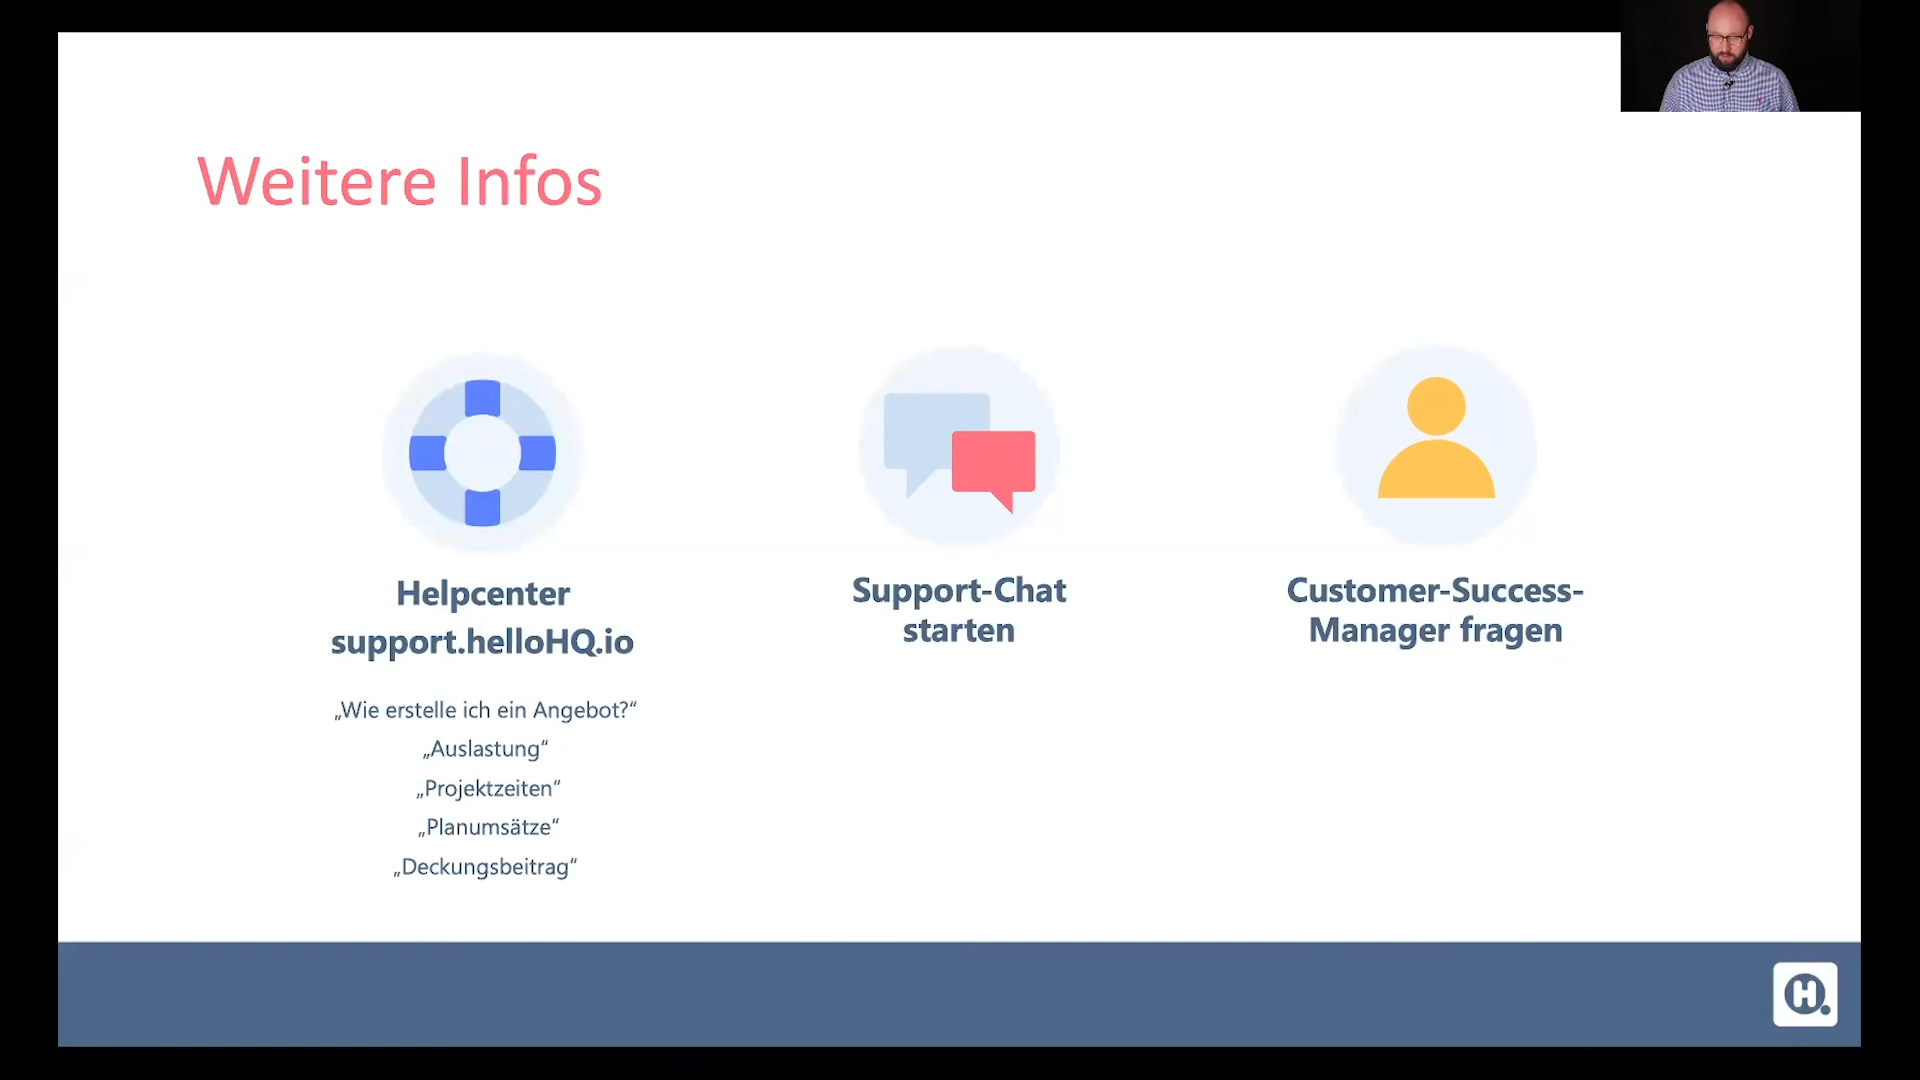 Weitere Infos
Helpcenter
support.helloHQ.io
„Wie erstelle ich ein Angebot?“
„Auslastung“
„Projektzeiten“
„Planumsätze“
„Deckungsbeitrag“
Support-Chat
starten
Customer-Success-
Manager fragen
H